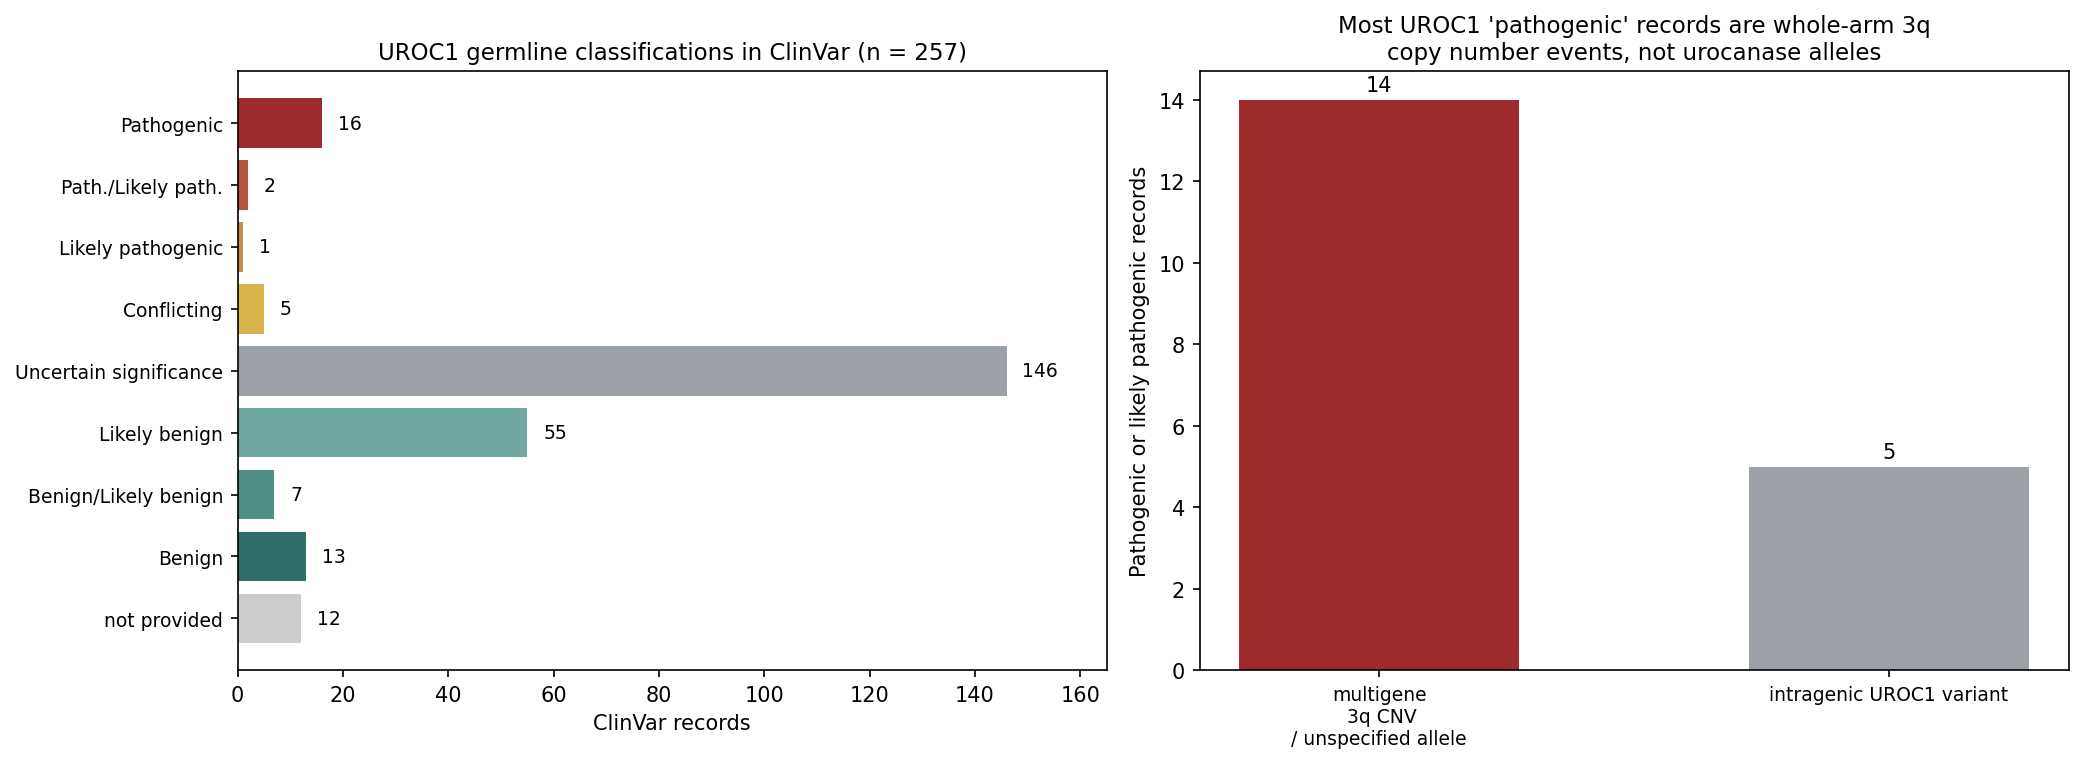 UROC1 germline classifications in ClinVar (n = 257)
Pathogenic
16
Path./Likely path.
2
Likely pathogenic
1
Conflicting
5
Uncertain significance
146
Likely benign
55
Benign/Likely benign
7
Benign
13
not provided
12
0 20 40 60 80 100 120 140 160
ClinVar records
Most UROC1 'pathogenic' records are whole-arm 3q
copy number events, not urocanase alleles
Pathogenic or likely pathogenic records
14
12
10
8
6
4
2
0
14
5
multigene
3q CNV
/ unspecified allele
intragenic UROC1 variant